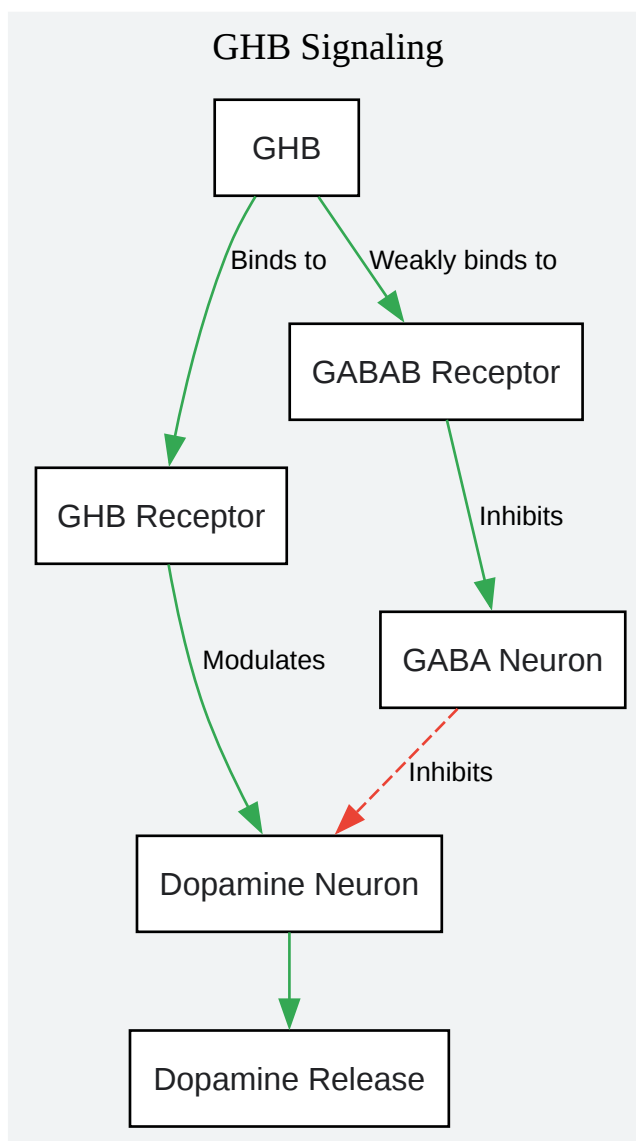 GHB Signaling
GHB
Binds to
Weakly binds to
GABAB Receptor
GHB Receptor
Inhibits
Modulates
GABA Neuron
Inhibits
Dopamine Neuron
Dopamine Release